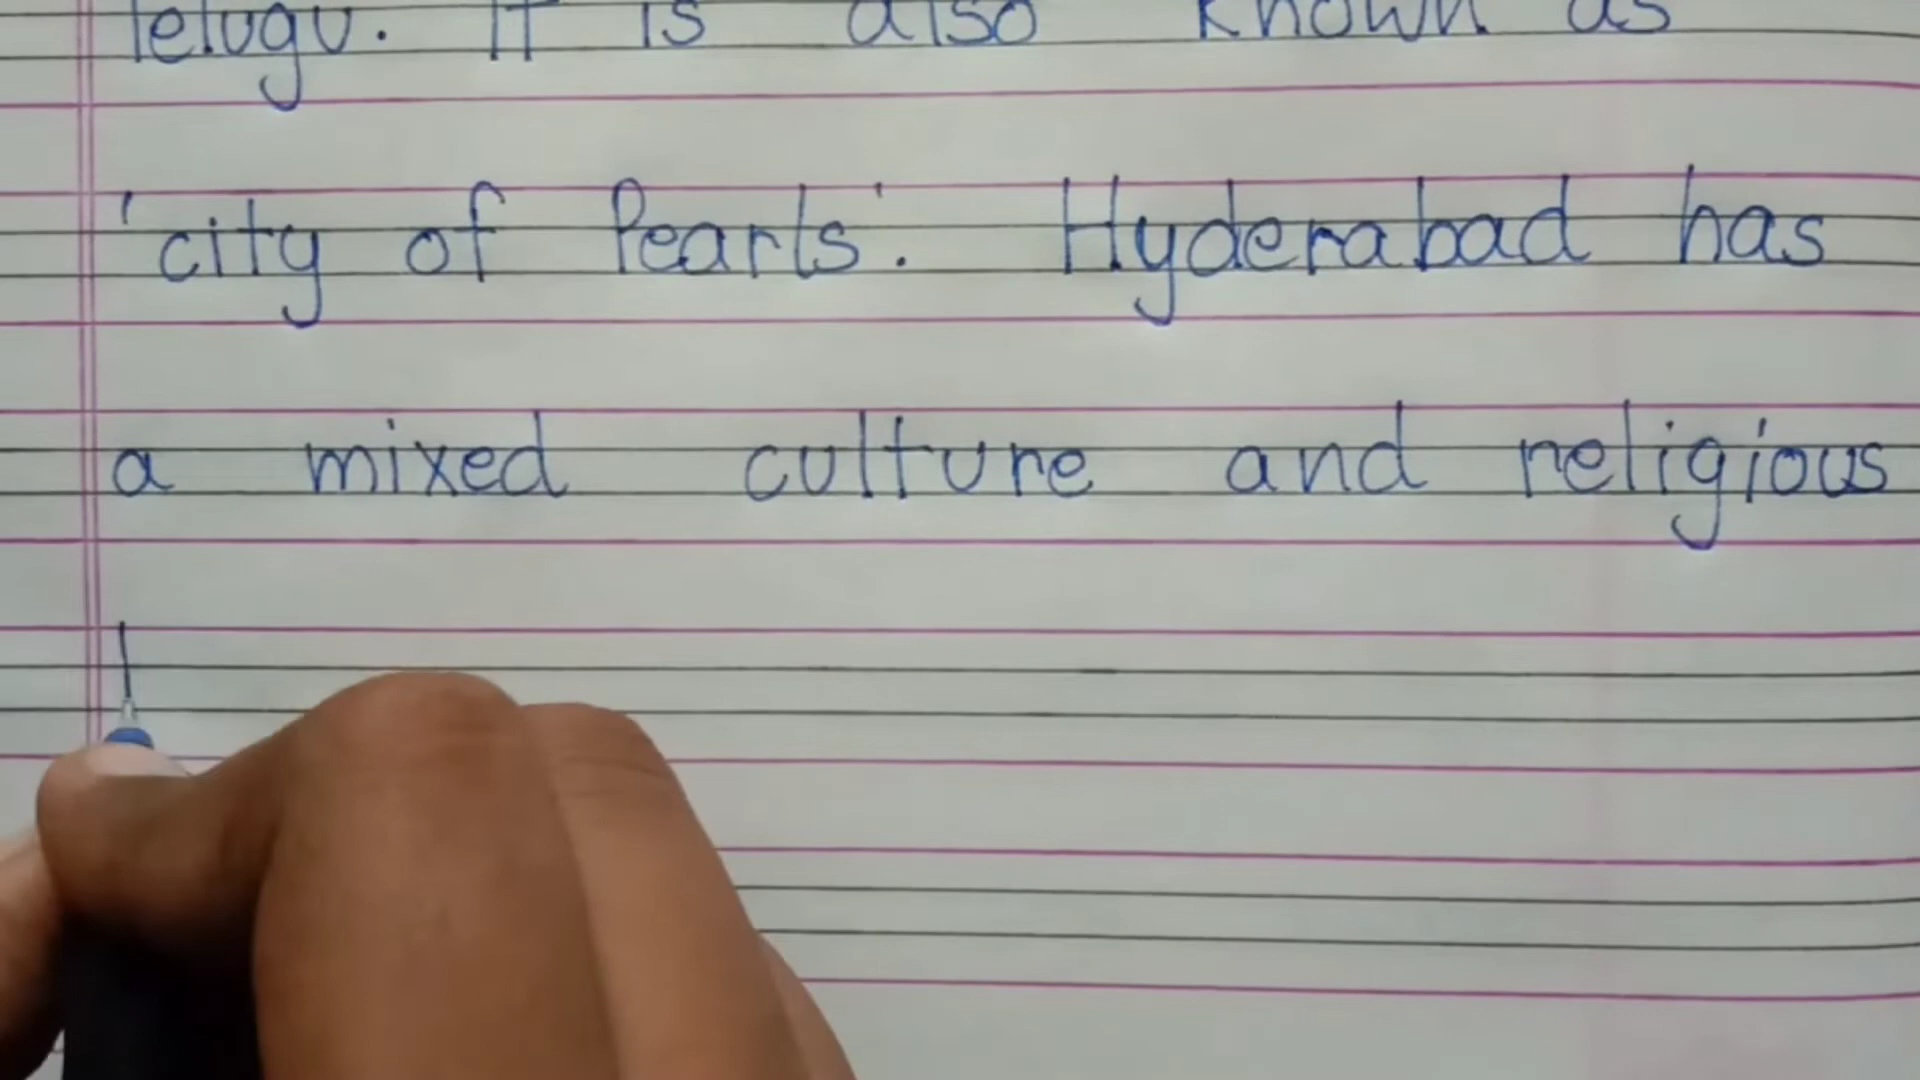 Telugu. It is also known as
'city of Pearls'. Hyderabad has
a mixed culture and religious